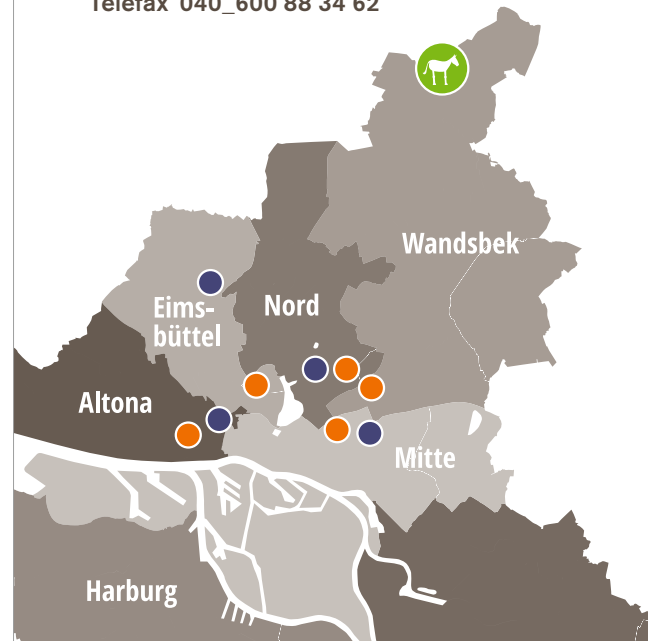 Telefax 040_600 88 34 62
Wandsbek
Eims-
büttel
Nord
Altona
Mitte
Harburg